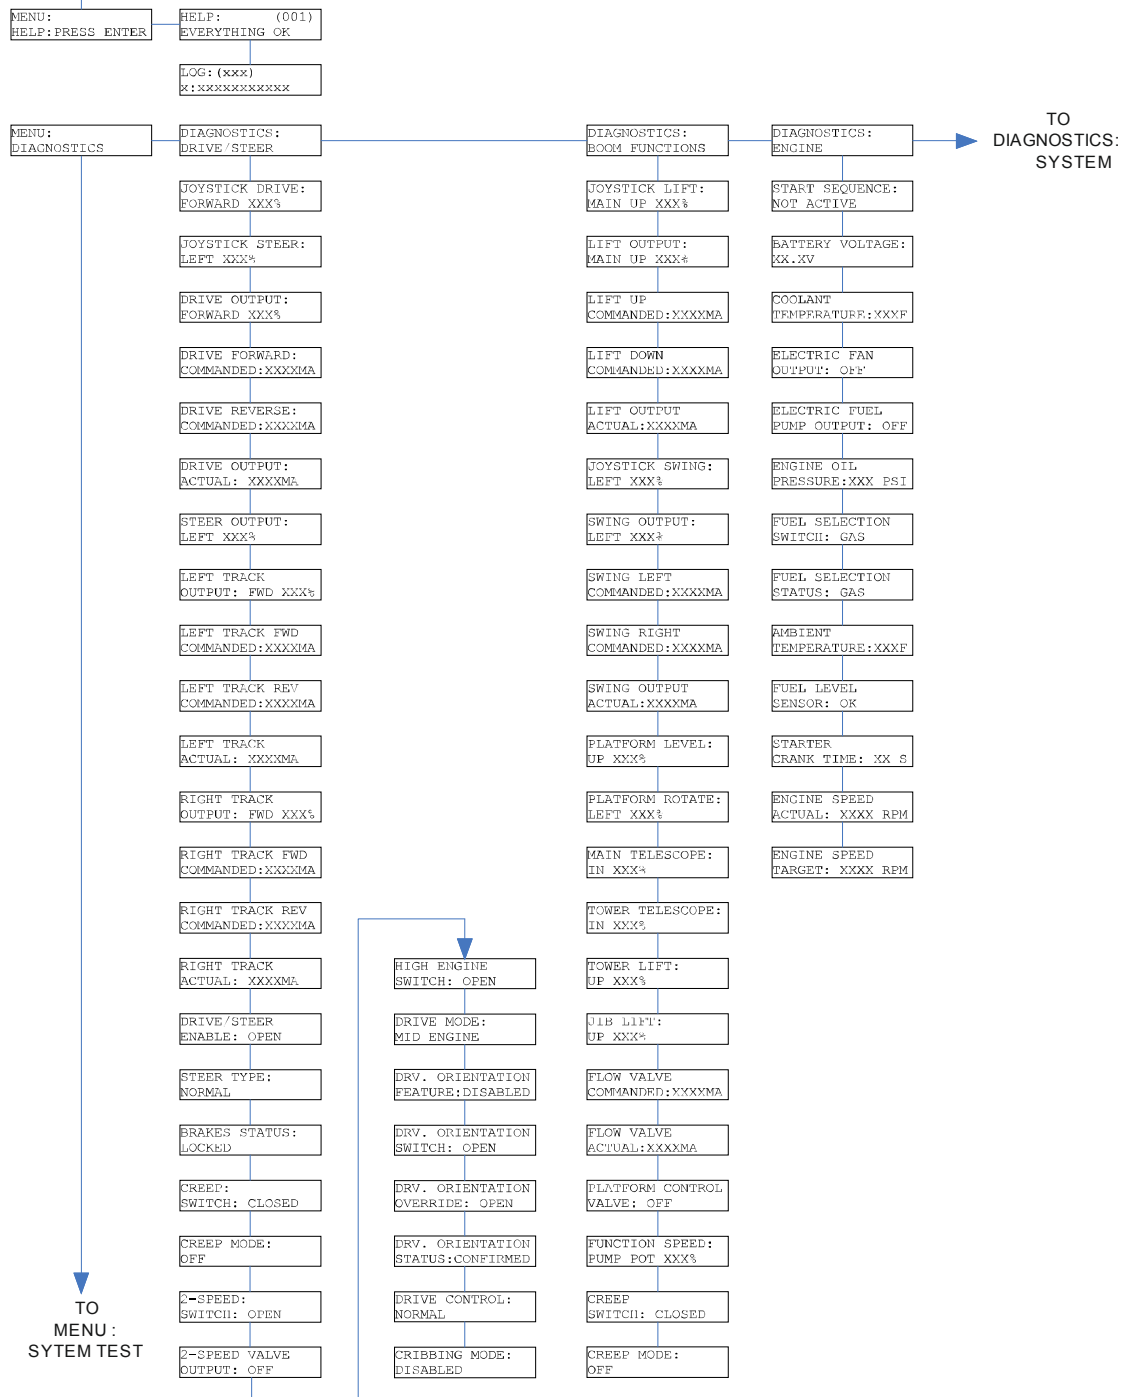 MENU:
HELP:PRESS ENTER
HELP: (001)
EVERYTHING OK
LOG:(xxx)
x:xxxxxxxxxxx
MENU:
DIAGNOSTICS
DIAGNOSTICS:
DRIVE/STEER
JOYSTICK DRIVE:
FORWARD XXX%
JOYSTICK STEER:
LEFT XXX%
DRIVE OUTPUT:
FORWARD XXX%
DRIVE FORWARD:
COMMANDED:XXXXMA
DRIVE REVERSE:
COMMANDED:XXXXMA
DRIVE OUTPUT:
ACTUAL: XXXXMA
STEER OUTPUT:
LEFT XXX%
LEFT TRACK
OUTPUT: FWD XXX%
LEFT TRACK FWD
COMMANDED:XXXXMA
LEFT TRACK REV
COMMANDED:XXXXMA
LEFT TRACK
ACTUAL: XXXXMA
RIGHT TRACK
OUTPUT: FWD XXX%
RIGHT TRACK FWD
COMMANDED:XXXXMA
RIGHT TRACK REV
COMMANDED:XXXXMA
RIGHT TRACK
ACTUAL: XXXXMA
DRIVE/STEER
ENABLE: OPEN
STEER TYPE:
NORMAL
BRAKES STATUS:
LOCKED
CREEP:
SWITCH: CLOSED
CREEP MODE:
OFF
2-SPEED:
SWITCH: OPEN
2-SPEED VALVE
OUTPUT: OFF
HIGH ENGINE
SWITCH: OPEN
DRIVE MODE:
MID ENGINE
DRV. ORIENTATION
FEATURE:DISABLED
DRV. ORIENTATION
SWITCH: OPEN
DRV. ORIENTATION
OVERRIDE: OPEN
DRV. ORIENTATION
STATUS:CONFIRMED
DRIVE CONTROL:
NORMAL
CRIBBING MODE:
DISABLED
DIAGNOSTICS:
BOOM FUNCTIONS
JOYSTICK LIFT:
MAIN UP XXX%
LIFT OUTPUT:
MAIN UP XXX%
LIFT UP
COMMANDED:XXXXMA
LIFT DOWN
COMMANDED:XXXXMA
LIFT OUTPUT
ACTUAL:XXXXMA
JOYSTICK SWING:
LEFT XXX%
SWING OUTPUT:
LEFT XXX%
SWING LEFT
COMMANDED:XXXXMA
SWING RIGHT
COMMANDED:XXXXMA
SWING OUTPUT
ACTUAL:XXXXMA
PLATFORM LEVEL:
UP XXX%
PLATFORM ROTATE:
LEFT XXX%
MAIN TELESCOPE:
IN XXX%
TOWER TELESCOPE:
IN XXX%
TOWER LIFT:
UP XXX%
JIB LIFT:
UP XXX%
FLOW VALVE
COMMANDED:XXXXMA
FLOW VALVE
ACTUAL:XXXXMA
PLATFORM CONTROL
VALVE: OFF
FUNCTION SPEED:
PUMP POT XXX%
CREEP
SWITCH: CLOSED
CREEP MODE:
OFF
DIAGNOSTICS:
ENGINE
START SEQUENCE:
NOT ACTIVE
BATTERY VOLTAGE:
XX.XV
COOLANT
TEMPERATURE:XXXF
ELECTRIC FAN
OUTPUT: OFF
ELECTRIC FUEL
PUMP OUTPUT: OFF
ENGINE OIL
PRESSURE:XXX PSI
FUEL SELECTION
SWITCH: GAS
FUEL SELECTION
STATUS: GAS
AMBIENT
TEMPERATURE:XXXF
FUEL LEVEL
SENSOR: OK
STARTER
CRANK TIME: XX S
ENGINE SPEED
ACTUAL: XXXX RPM
ENGINE SPEED
TARGET: XXXX RPM
TO
DIAGNOSTICS:
SYSTEM
TO
MENU :
SYTEM TEST